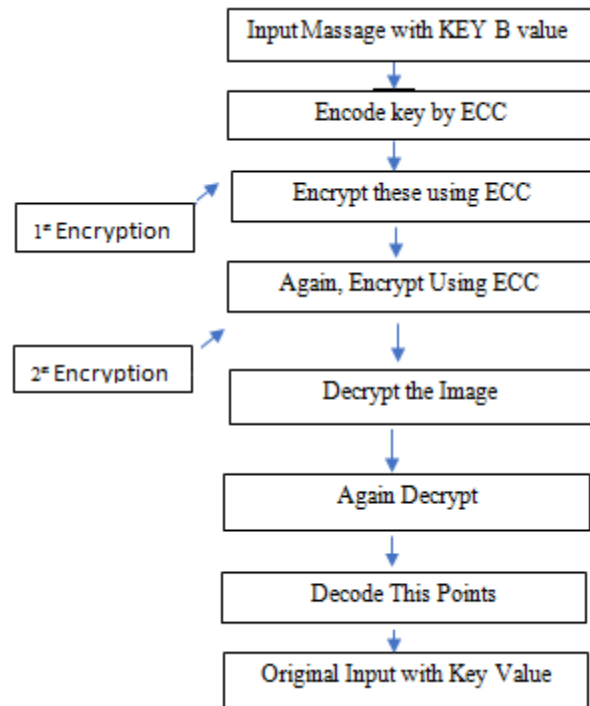 Input Massage with KEY B value
Encode key by ECC
Encrypt these using ECC
1st Encryption
Again, Encrypt Using ECC
2st Encryption
Decrypt the Image
Again Decrypt
Decode This Points
Original Input with Key Value